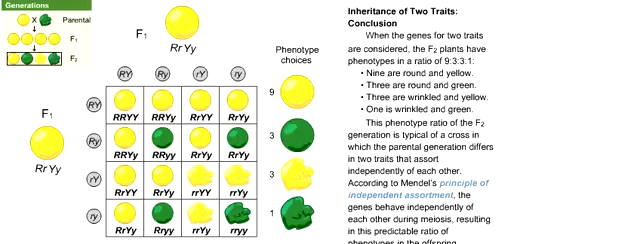 Generations
X
Parental
F1
F2
F1
RrYy
Phenotype choices
RY Ry rY ry
F1
RrYy
RY
RRYY RRYy RrYY RrYy
9
Ry
RRYy RRyy RrYy Rryy
3
rY
RrYY RrYy rrYY rrYy
3
ry
RrYy Rryy rrYy rryy
1
Inheritance of Two Traits:
Conclusion
When the genes for two traits
are considered, the F2 plants have
phenotypes in a ratio of 9:3:3:1:
• Nine are round and yellow.
• Three are round and green.
• Three are wrinkled and yellow.
• One is wrinkled and green.
This phenotype ratio of the F2
generation is typical of a cross in
which the parental generation differs
in two traits that assort
independently of each other.
According to Mendel's principle of
independent assortment, the
genes behave independently of
each other during meiosis, resulting
in this predictable ratio of
phenotypes in the offspring